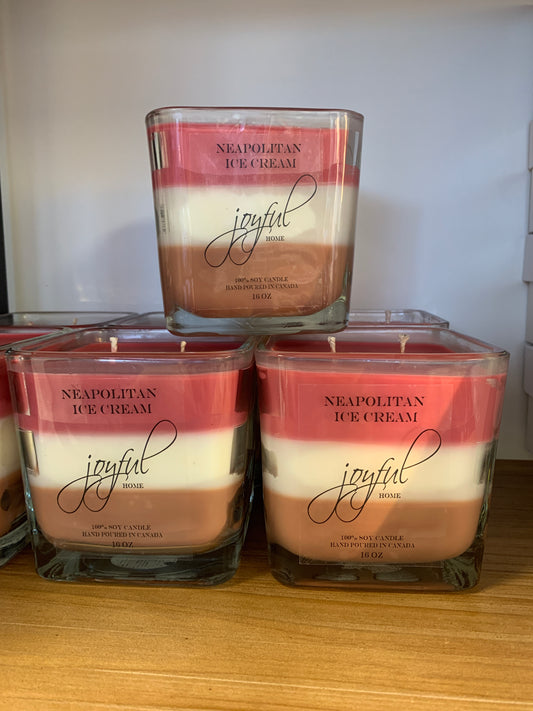 NEAPOLITAN
ICE CREAM
joyful
HOME
100% SOY CANDLE
HAND POURED IN CANADA
16 OZ
NEAPOLITAN
ICE CREAM
joyful
HOME
100% SOY CANDLE
HAND POURED IN CANADA
16 OZ
NEAPOLITAN
ICE CREAM
joyful
HOME
100% SOY CANDLE
HAND POURED IN CANADA
16 OZ